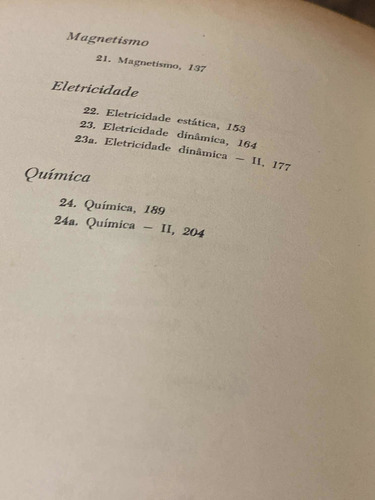 Magnetismo
21. Magnetismo, 137
Eletricidade
22. Eletricidade estática, 153
23. Eletricidade dinâmica, 164
23a. Eletricidade dinâmica — II, 177
Química
24. Química, 189
24a. Química — II, 204